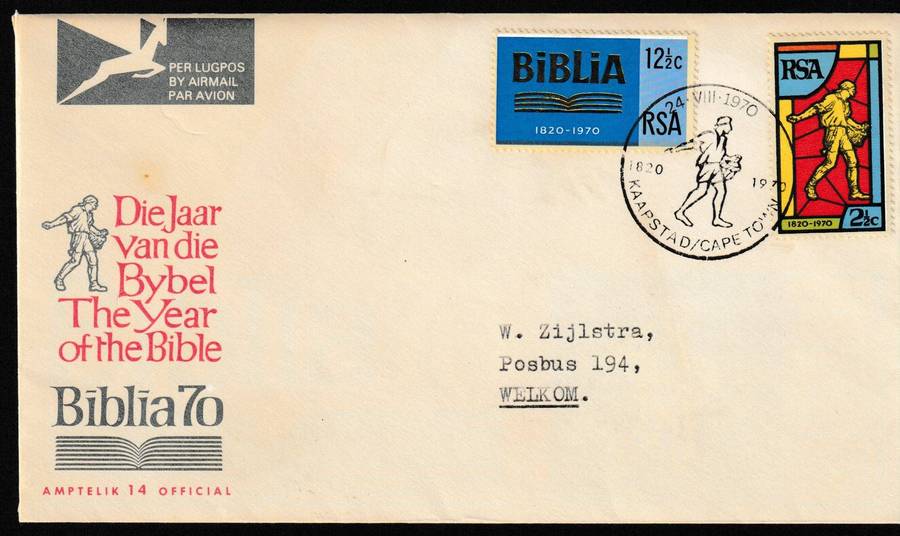 PER LUGPOS
BY AIRMAIL
PAR AVION
BiBLiA 12½c
RSA
1820-1970
RSA
1820-1970 2½c
24·VIII·1970
1820 1970
KAAPSTAD/CAPE TOWN
Die Jaar
van die
Bybel
The Year
of the Bible
Biblia 70
AMPTELIK 14 OFFICIAL
W. Zijlstra,
Posbus 194,
WELKOM.